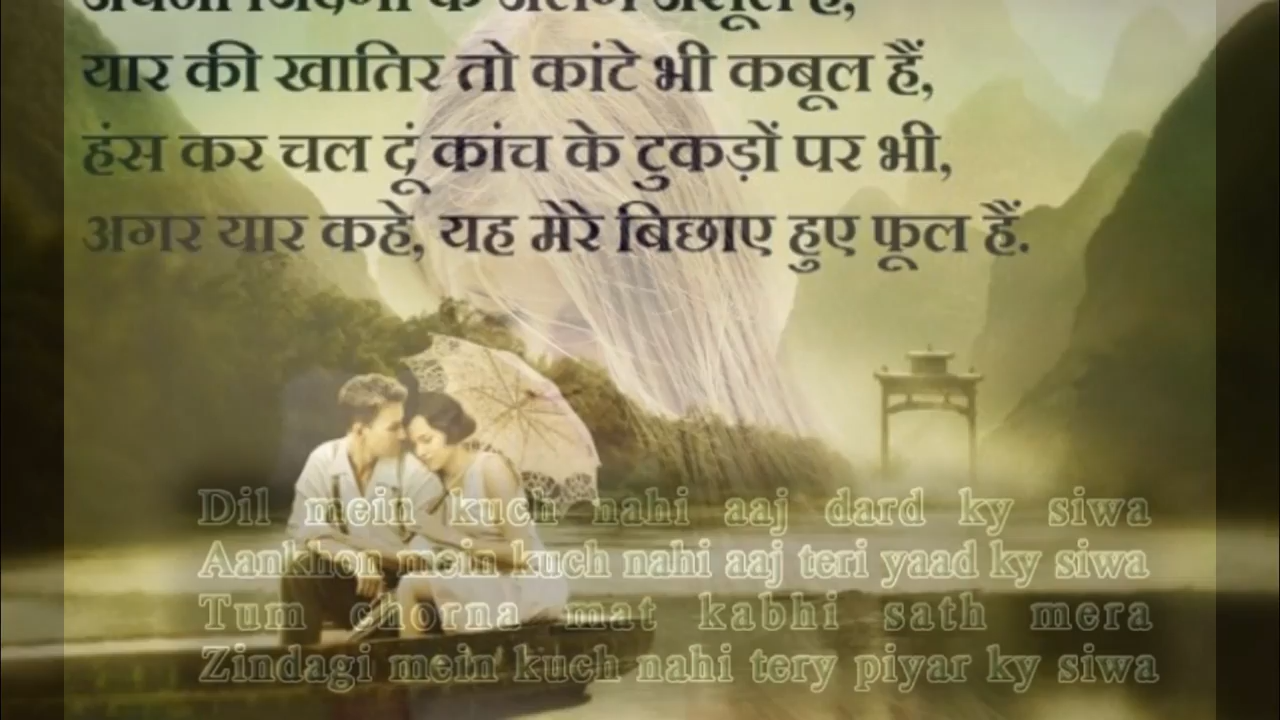 यार की खातिर तो कांटे भी कबूल हैं,
हंस कर चल दूं कांच के टुकड़ों पर भी,
अगर यार कहे, यह मेरे बिछाए हुए फूल हैं.
Dil mein kuch nahi aaj dard ky siwa
Aankhon mein kuch nahi aaj teri yaad ky siwa
Tum chorna mat kabhi sath mera
Zindagi mein kuch nahi tery piyar ky siwa